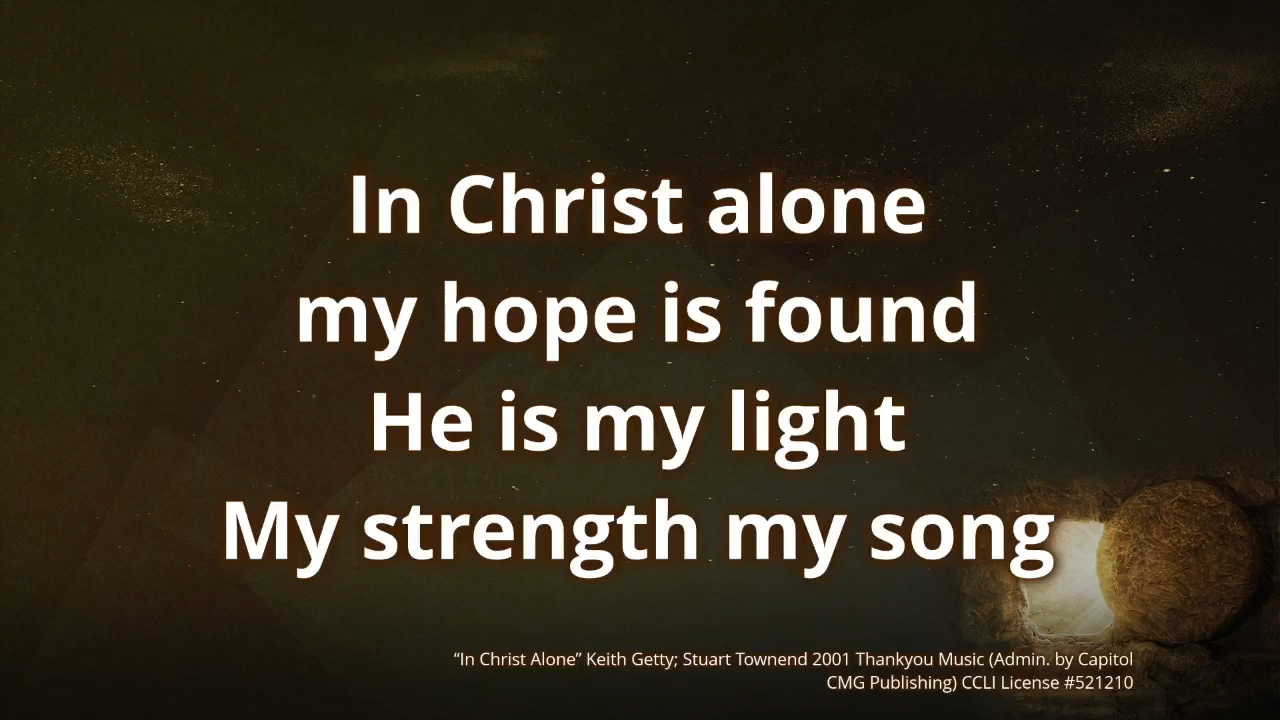 In Christ alone
my hope is found
He is my light
My strength my song
“In Christ Alone” Keith Getty; Stuart Townend 2001 Thankyou Music (Admin. by Capitol
CMG Publishing) CCLI License #521210